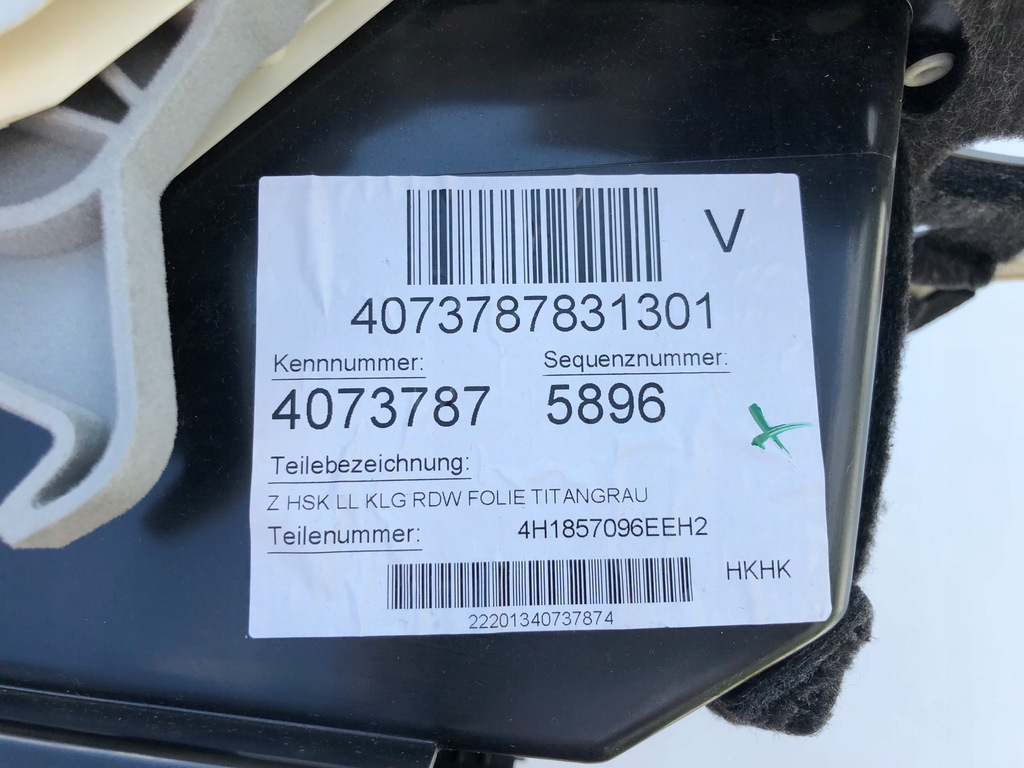 V
4073787831301
Kennnummer: Sequenznummer:
4073787 5896
Teilebezeichnung:
Z HSK LL KLG RDW FOLIE TITANGRAU
Teilenummer: 4H1857096EEH2
HKHK
22201340737874